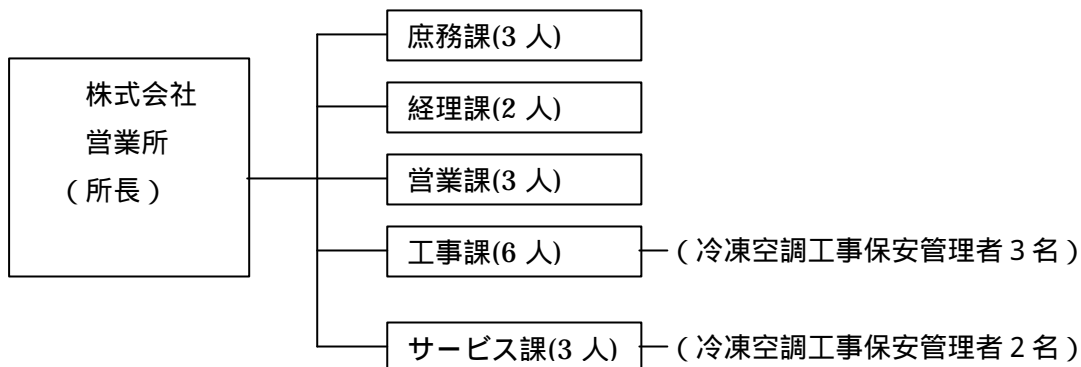 株式会社
営業所
（所長）
庶務課(3 人)
経理課(2 人)
営業課(3 人)
工事課(6 人)
（冷凍空調工事保安管理者３名）
サービス課(3 人)
（冷凍空調工事保安管理者２名）